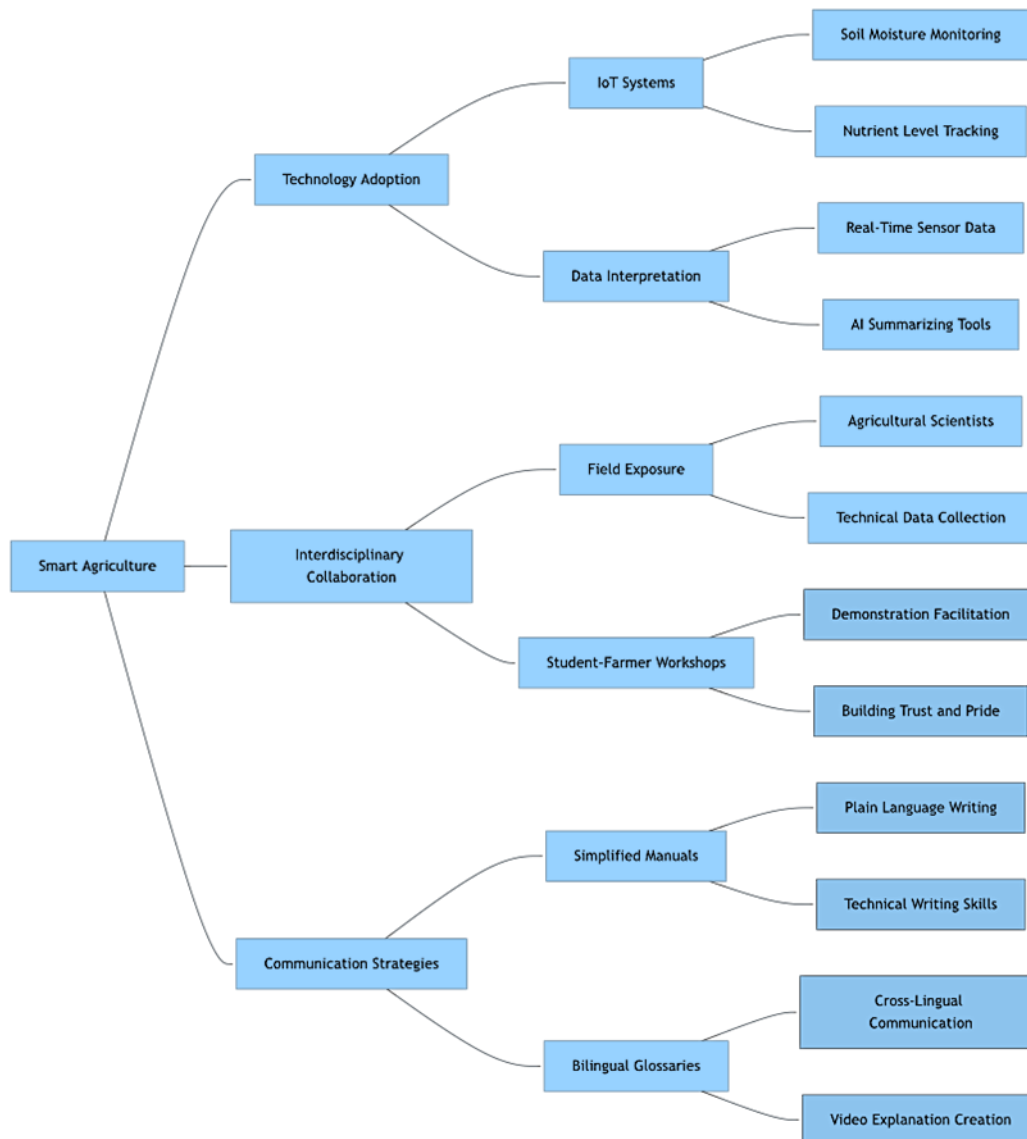 Smart Agriculture
Technology Adoption
IoT Systems
Soil Moisture Monitoring
Nutrient Level Tracking
Data Interpretation
Real-Time Sensor Data
AI Summarizing Tools
Interdisciplinary
Collaboration
Field Exposure
Agricultural Scientists
Technical Data Collection
Student-Farmer Workshops
Demonstration Facilitation
Building Trust and Pride
Communication Strategies
Simplified Manuals
Plain Language Writing
Technical Writing Skills
Bilingual Glossaries
Cross-Lingual
Communication
Video Explanation Creation